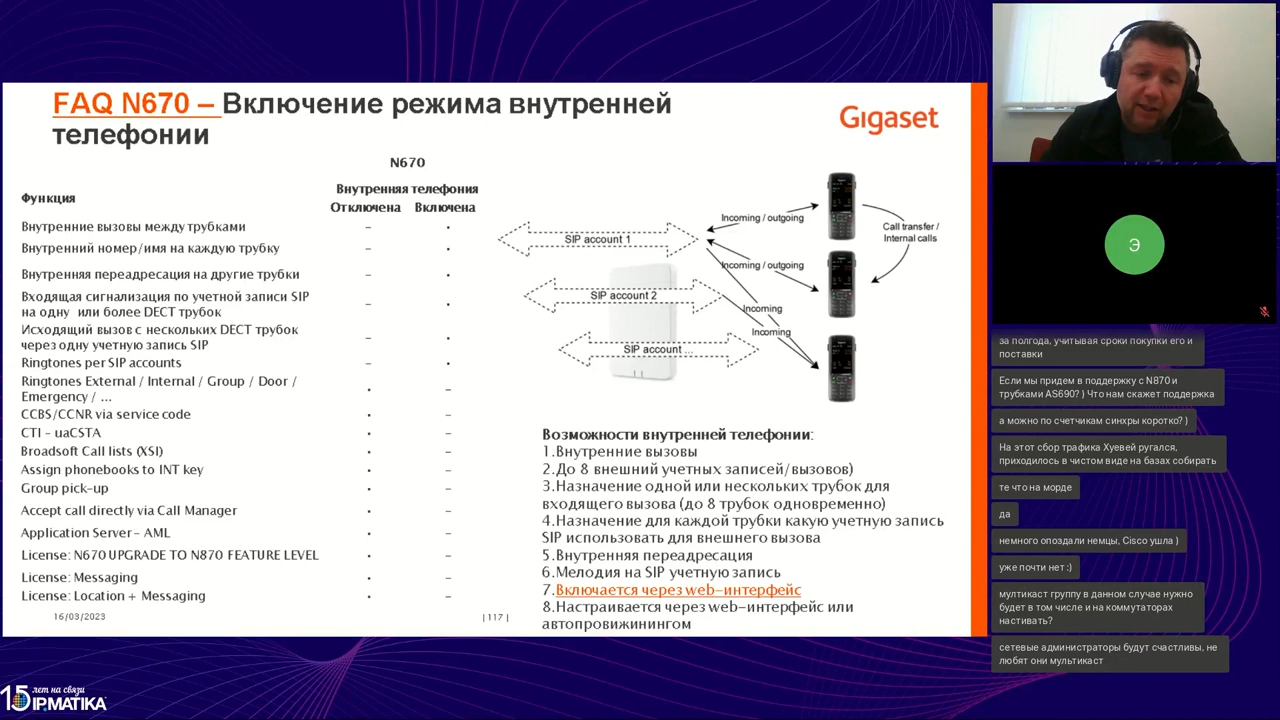 FAQ N670 – Включение режима внутренней
телефонии
Gigaset
N670
Внутренняя телефония
Функция
Отключена Включена
Внутренние вызовы между трубками – •
Внутренний номер/имя на каждую трубку – •
Внутренняя переадресация на другие трубки – •
Входящая сигнализация по учетной записи SIP
на одну или более DECT трубок – •
Исходящий вызов с нескольких DECT трубок
через одну учетную запись SIP – •
Ringtones per SIP accounts – •
Ringtones External / Internal / Group / Door /
Emergency / ... • –
CCBS/CCNR via service code • –
CTI – uaCSTA • –
Broadsoft Call lists (XSI) • –
Assign phonebooks to INT key • –
Group pick-up • –
Accept call directly via Call Manager • –
Application Server – AML • –
License: N670 UPGRADE TO N870 FEATURE LEVEL • –
License: Messaging • –
License: Location + Messaging • –
16/03/2023
| 117 |
SIP account 1
SIP account 2
SIP account ...
Incoming / outgoing
Incoming / outgoing
Incoming
Incoming
Call transfer /
Internal calls
Возможности внутренней телефонии:
1.Внутренние вызовы
2.До 8 внешний учетных записей/вызовов)
3.Назначение одной или нескольких трубок для
входящего вызова (до 8 трубок одновременно)
4.Назначение для каждой трубки какую учетную запись
SIP использовать для внешнего вызова
5.Внутренняя переадресация
6.Мелодия на SIP учетную запись
7.Включается через web-интерфейс
8.Настраивается через web-интерфейс или
автопровижинингом
15 лет на связи
IPMATIKA
Э
за полгода, учитывая сроки покупки его и
поставки
Если мы придем в поддержку с N870 и
трубками AS690? ) Что нам скажет поддержка
а можно по счетчикам синхры коротко? )
На этот сбор трафика Хуевей ругался,
приходилось в чистом виде на базах собирать
те что на морде
да
немного опоздали немцы, Cisco ушла )
уже почти нет :)
мултикаст группу в данном случае нужно
будет в том числе и на коммутаторах
настивать?
сетевые администраторы будут счастливы, не
любят они мультикаст